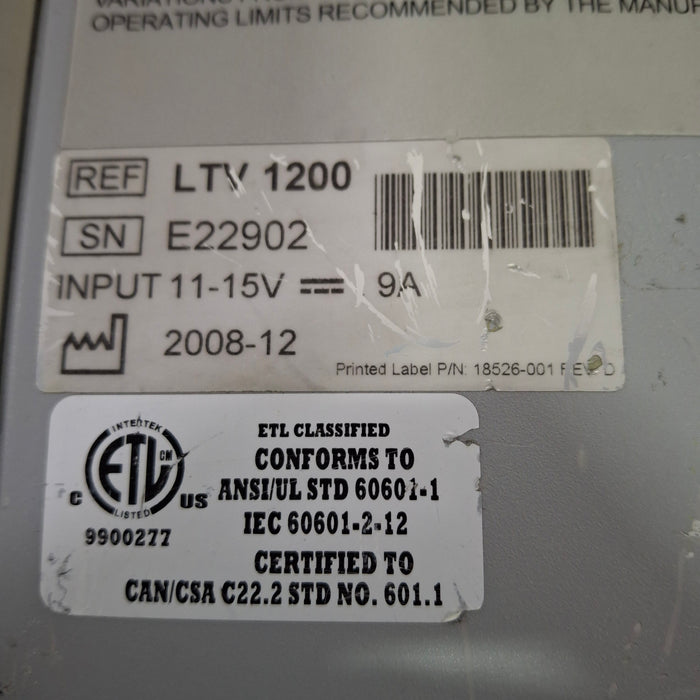 OPERATING LIMITS RECOMMENDED BY THE
REF LTV 1200
SN E22902
INPUT 11-15V 9A
2008-12
Printed Label P/N: 18526-001 D
INTERTEK
ETL CM
LISTED
C US
9900277
ETL CLASSIFIED
CONFORMS TO
ANSI/UL STD 60601-1
IEC 60601-2-12
CERTIFIED TO
CAN/CSA C22.2 STD NO. 601.1